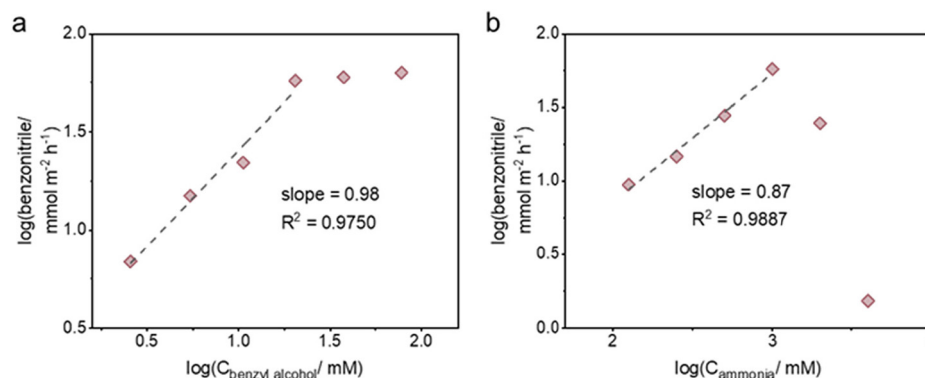 a
2.0
1.5
1.0
0.5
log(benzonitrile/
mmol m⁻² h⁻¹)
slope = 0.98
R² = 0.9750
0.5 1.0 1.5 2.0
log(C_benzyl alcohol/ mM)
b
2.0
1.5
1.0
0.5
0.0
log(benzonitrile/
mmol m⁻² h⁻¹)
slope = 0.87
R² = 0.9887
2 3
log(C_ammonia/ mM)